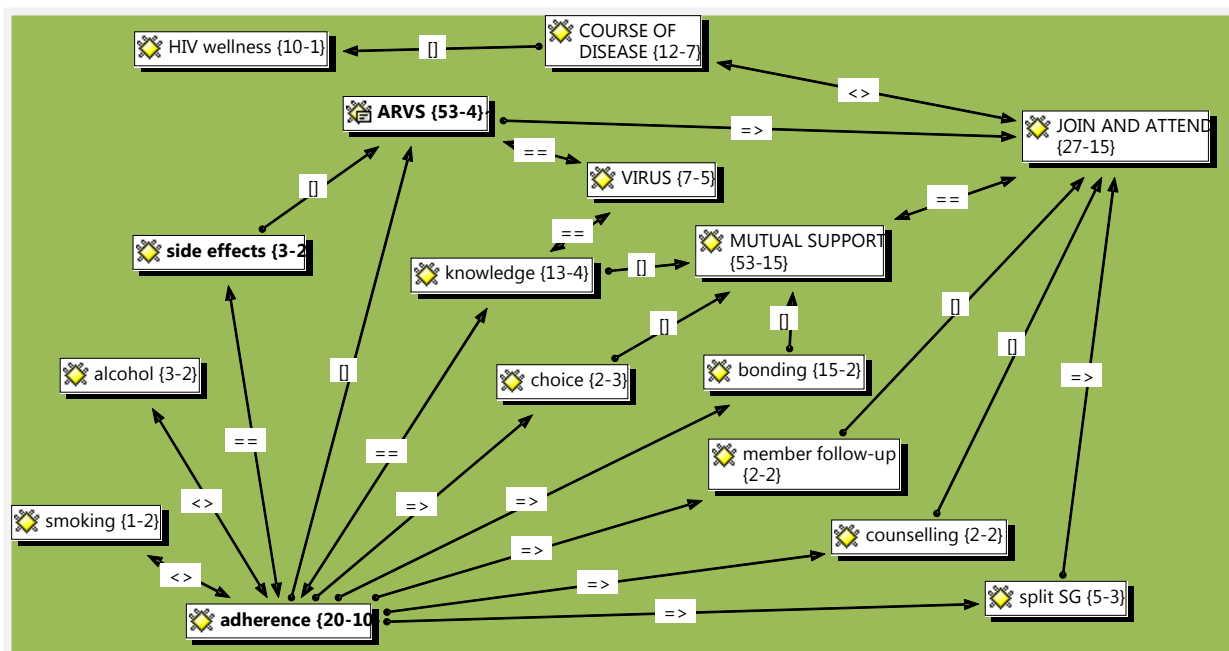 HIV wellness {10-1}
[]
COURSE OF
DISEASE {12-7}
<>
ARVS {53-4}
=>
JOIN AND ATTEND
{27-15}
==
VIRUS {7-5}
[]
==
==
side effects {3-2
knowledge {13-4}
[]
MUTUAL SUPPORT
{53-15}
[]
[]
[]
[]
[]
alcohol {3-2}
choice {2-3}
bonding {15-2}
=>
==
==
member follow-up
{2-2}
<>
=>
=>
smoking {1-2}
=>
counselling {2-2}
<>
=>
adherence {20-10
=>
split SG {5-3}